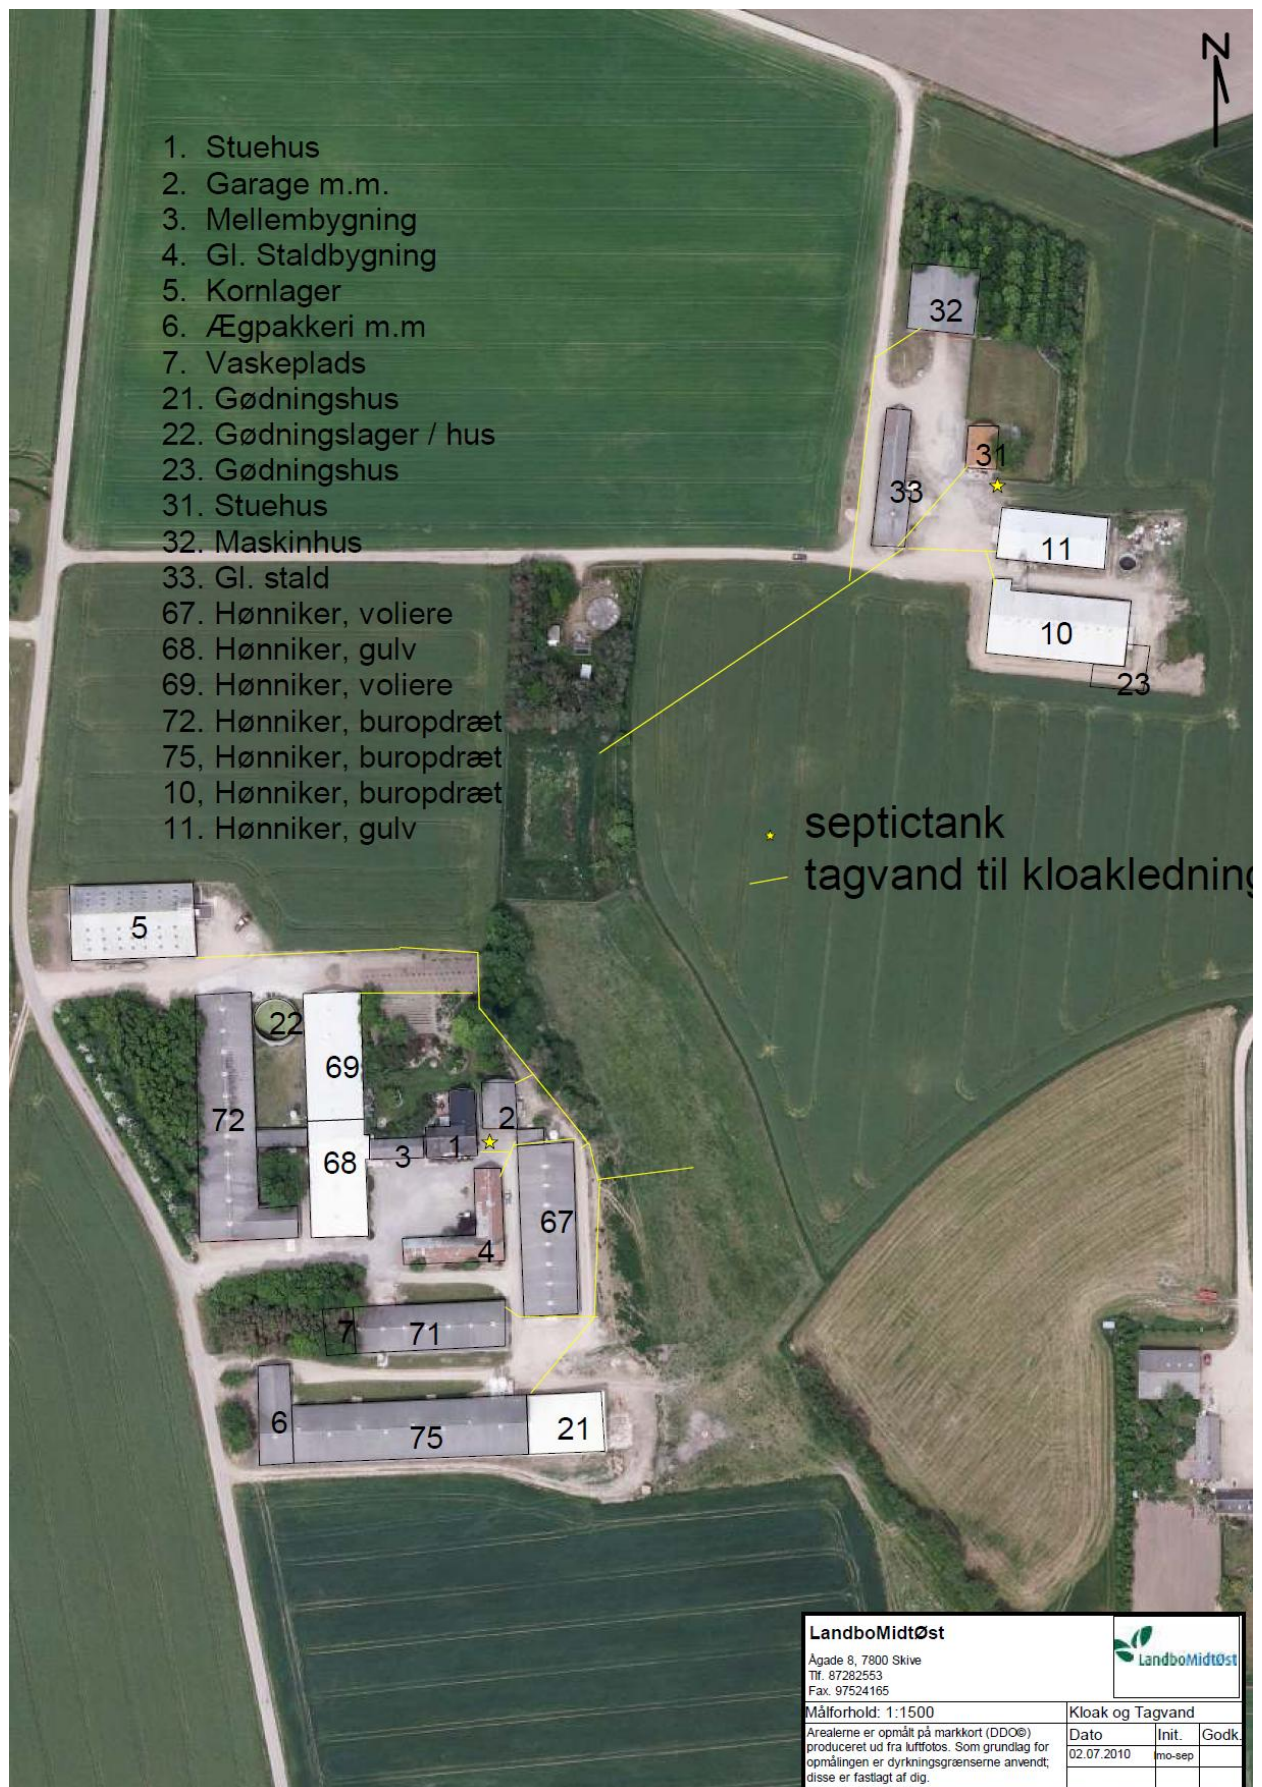 N
1. Stuehus
2. Garage m.m.
3. Mellembygning
4. Gl. Staldbygning
5. Kornlager
6. Ægpakkeri m.m
7. Vaskeplads
21. Gødningshus
22. Gødningslager / hus
23. Gødningshus
31. Stuehus
32. Maskinhus
33. Gl. stald
67. Hønniker, voliere
68. Hønniker, gulv
69. Hønniker, voliere
72. Hønniker, buropdræt
75, Hønniker, buropdræt
10, Hønniker, buropdræt
11. Hønniker, gulv
32
31
33
11
10
23
septictank
tagvand til kloakledning
5
22
69
72
2
1
3
68
67
4
7
71
6
75
21
LandboMidtØst
Ågade 8, 7800 Skive
Tlf. 87282553
Fax. 97524165
LandboMidtØst
Målforhold: 1:1500
Kloak og Tagvand
Arealerne er opmålt på markkort (DDO©)
produceret ud fra luftfotos. Som grundlag for
opmålingen er dyrkningsgrænserne anvendt;
disse er fastlagt af dig.
Dato Init. Godk.
02.07.2010 lmo-sep